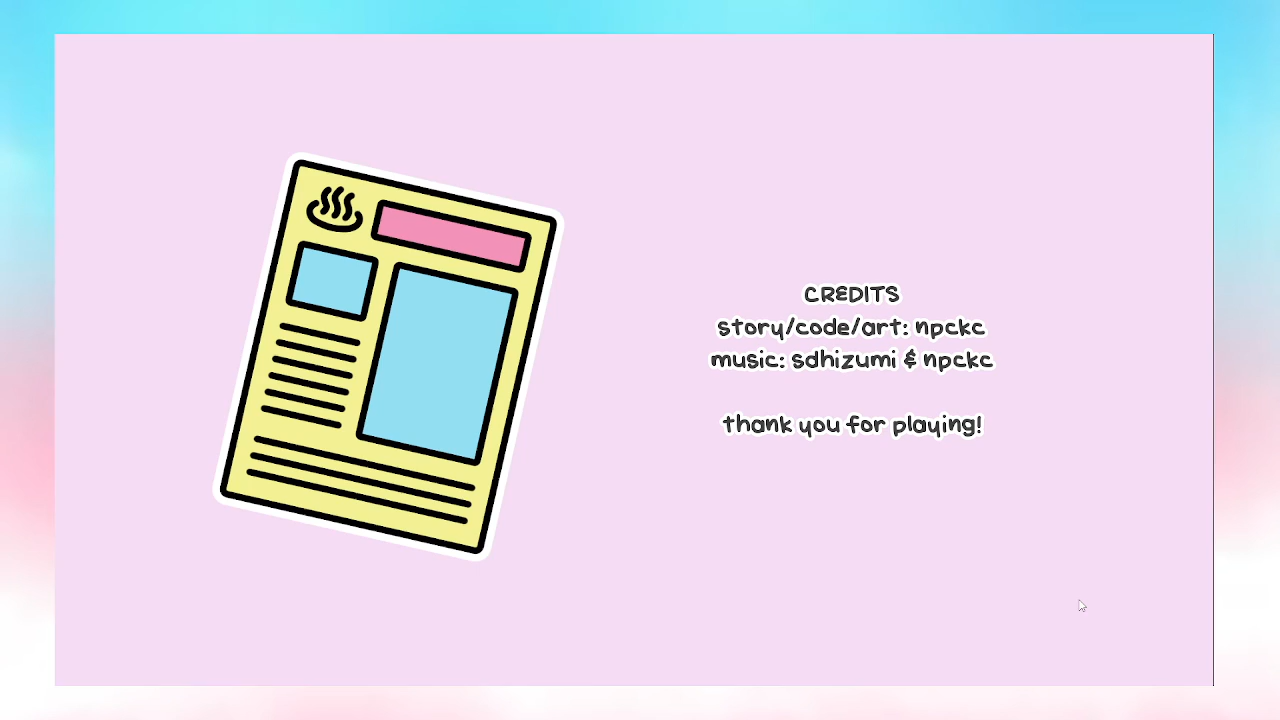 CREDITS
story/code/art: npckc
music: sdhizumi & npckc
thank you for playing!